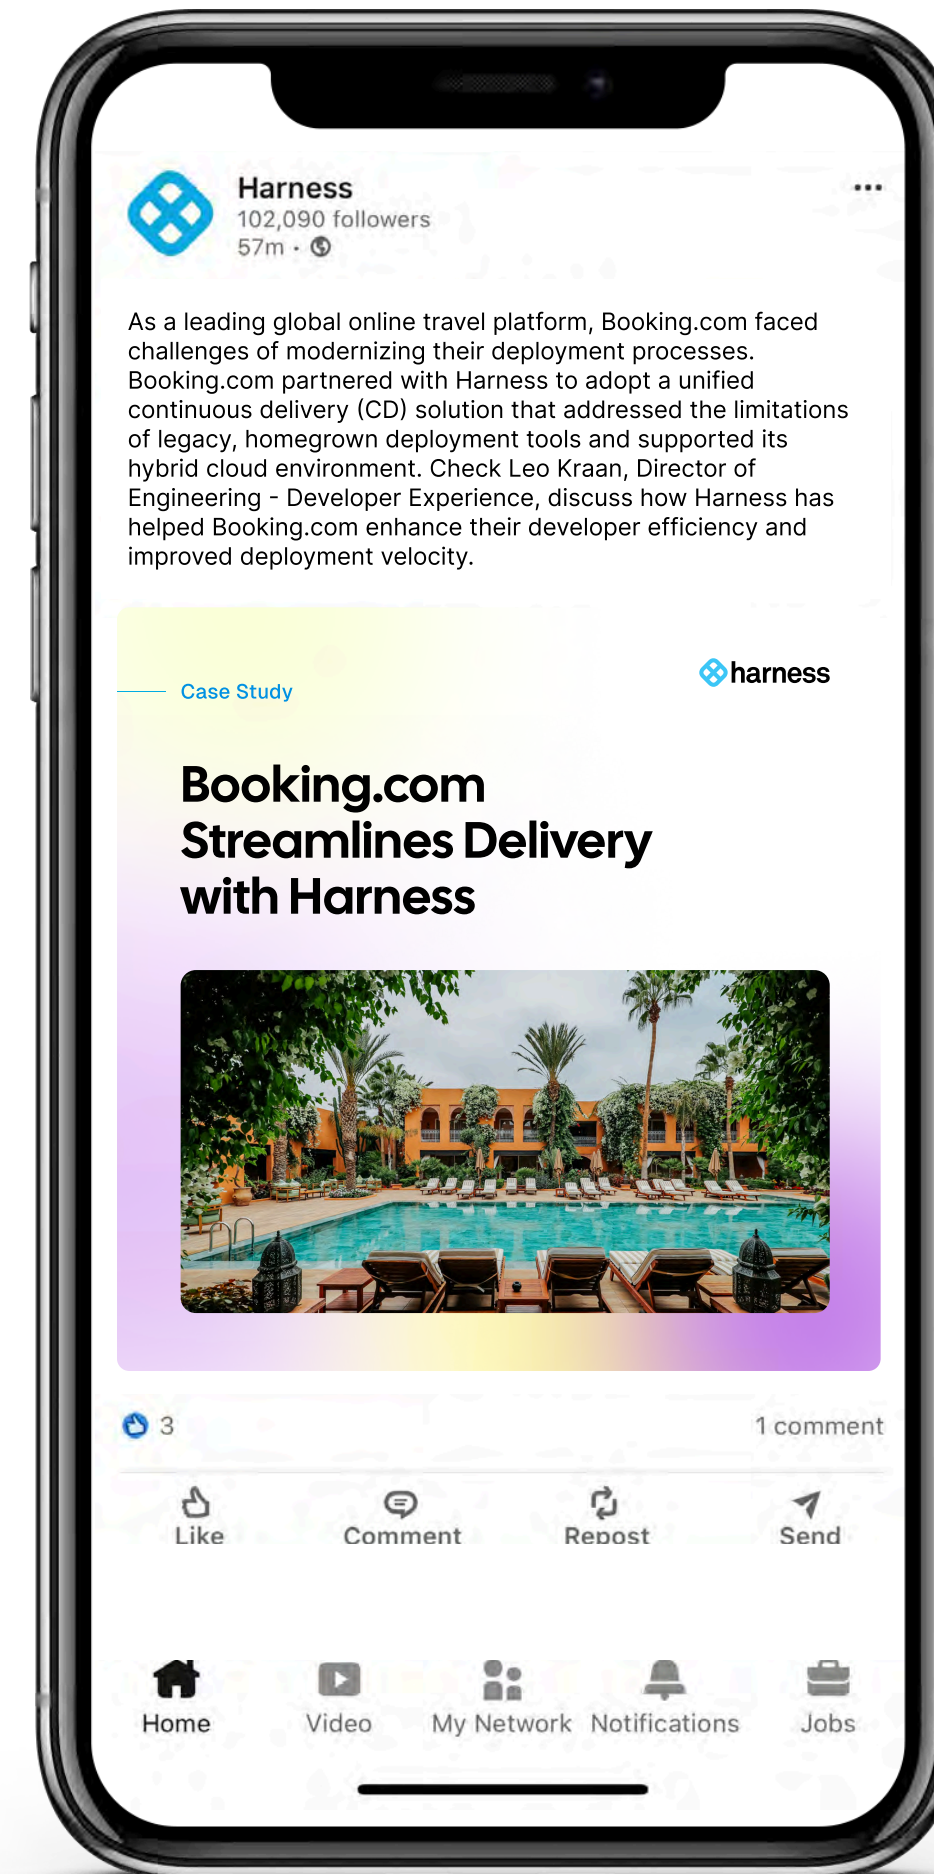 Harness
102,090 followers
57m •
As a leading global online travel platform, Booking.com faced
challenges of modernizing their deployment processes.
Booking.com partnered with Harness to adopt a unified
continuous delivery (CD) solution that addressed the limitations
of legacy, homegrown deployment tools and supported its
hybrid cloud environment. Check Leo Kraan, Director of
Engineering - Developer Experience, discuss how Harness has
helped Booking.com enhance their developer efficiency and
improved deployment velocity.
harness
Case Study
Booking.com
Streamlines Delivery
with Harness
3
1 comment
Like
Comment
Repost
Send
Home
Video
My Network
Notifications
Jobs